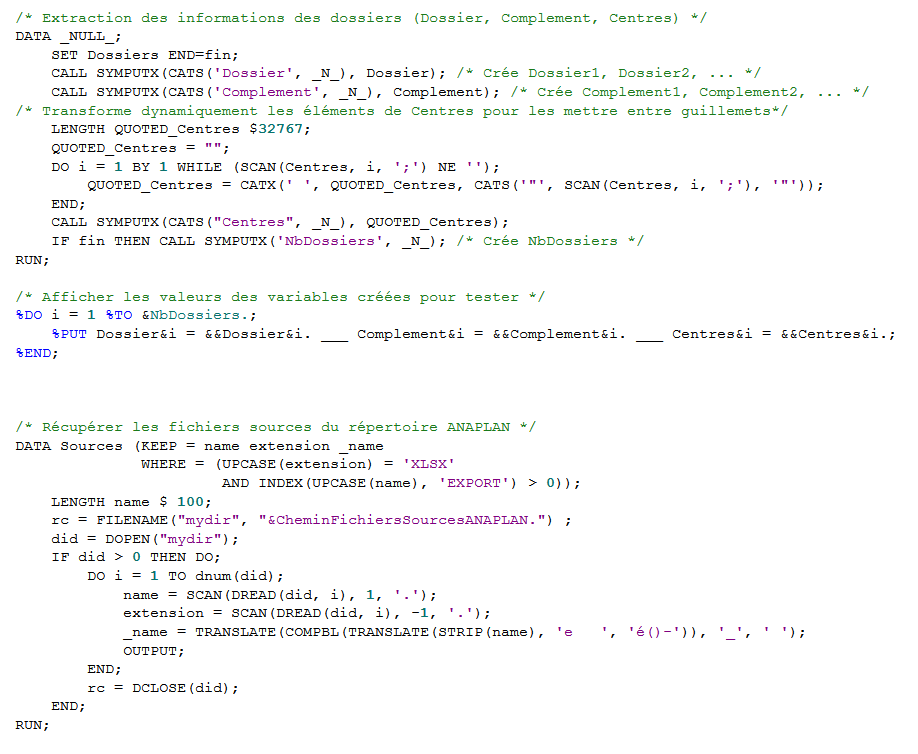 /* Extraction des informations des dossiers (Dossier, Complement, Centres) */
DATA _NULL_;
    SET Dossiers END=fin;
    CALL SYMPUTX(CATS('Dossier', _N_), Dossier); /* Crée Dossier1, Dossier2, ... */
    CALL SYMPUTX(CATS('Complement', _N_), Complement); /* Crée Complement1, Complement2, ... */
/* Transforme dynamiquement les éléments de Centres pour les mettre entre guillemets*/
    LENGTH QUOTED_Centres $32767;
    QUOTED_Centres = "";
    DO i = 1 BY 1 WHILE (SCAN(Centres, i, ';') NE '');
        QUOTED_Centres = CATX(' ', QUOTED_Centres, CATS('"', SCAN(Centres, i, ';'), '"'));
    END;
    CALL SYMPUTX(CATS("Centres", _N_), QUOTED_Centres);
    IF fin THEN CALL SYMPUTX('NbDossiers', _N_); /* Crée NbDossiers */
RUN;

/* Afficher les valeurs des variables créées pour tester */
%DO i = 1 %TO &NbDossiers.;
    %PUT Dossier&i = &&Dossier&i. ___ Complement&i = &&Complement&i. ___ Centres&i = &&Centres&i.;
%END;

/* Récupérer les fichiers sources du répertoire ANAPLAN */
DATA Sources (KEEP = name extension _name
              WHERE = (UPCASE(extension) = 'XLSX'
                       AND INDEX(UPCASE(name), 'EXPORT') > 0));
    LENGTH name $ 100;
    rc = FILENAME("mydir", "&CheminFichiersSourcesANAPLAN.") ;
    did = DOPEN("mydir");
    IF did > 0 THEN DO;
        DO i = 1 TO dnum(did);
            name = SCAN(DREAD(did, i), 1, '.');
            extension = SCAN(DREAD(did, i), -1, '.');
            _name = TRANSLATE(COMPBL(TRANSLATE(STRIP(name), 'e   ', 'é()-')), '_', ' ');
            OUTPUT;
        END;
        rc = DCLOSE(did);
    END;
RUN;